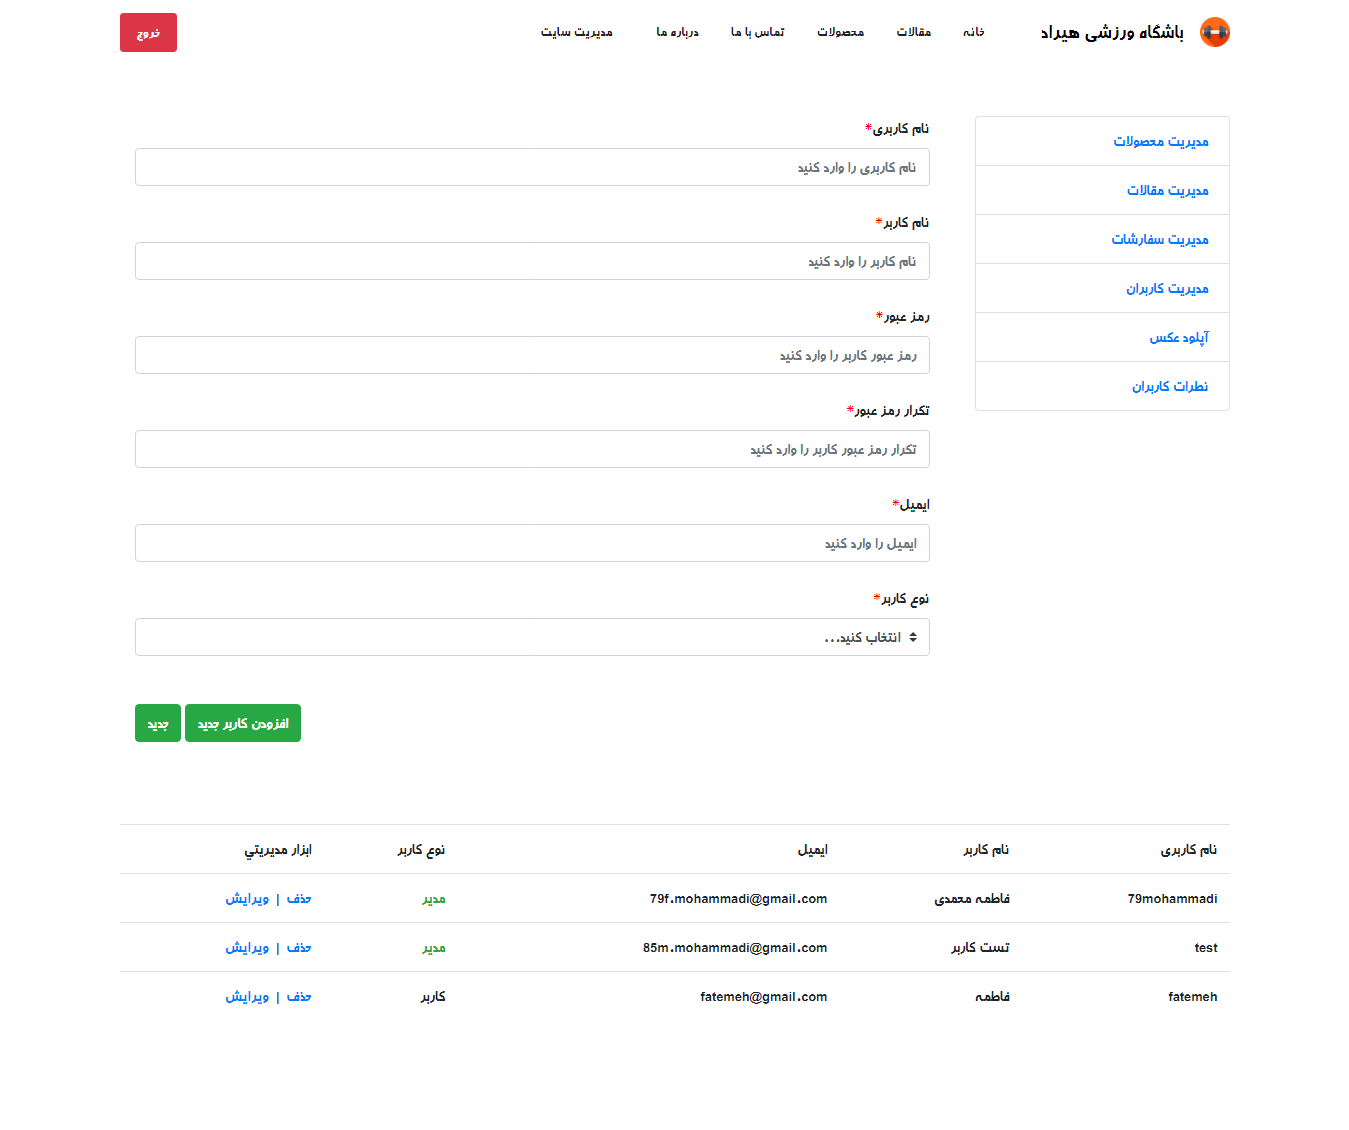 باشگاه ورزشی هیراد
خانه
مقالات
محصولات
تماس با ما
درباره ما
مدیریت سایت
خروج
مدیریت محصولات
مدیریت مقالات
مدیریت سفارشات
مدیریت کاربران
آپلود عکس
نظرات کاربران
نام کاربری*
نام کاربری را وارد کنید
نام کاربر*
نام کاربر را وارد کنید
رمز عبور*
رمز عبور کاربر را وارد کنید
تکرار رمز عبور*
تکرار رمز عبور کاربر را وارد کنید
ایمیل*
ایمیل را وارد کنید
نوع کاربر*
انتخاب کنید...
افزودن کاربر جدید
جدید
نام کاربری نام کاربر ایمیل نوع کاربر ابزار مدیریتي
79mohammadi فاطمه محمدی 79f.mohammadi@gmail.com مدیر حذف | ویرایش
test تست کاربر 85m.mohammadi@gmail.com مدیر حذف | ویرایش
fatemeh فاطمه fatemeh@gmail.com کاربر حذف | ویرایش